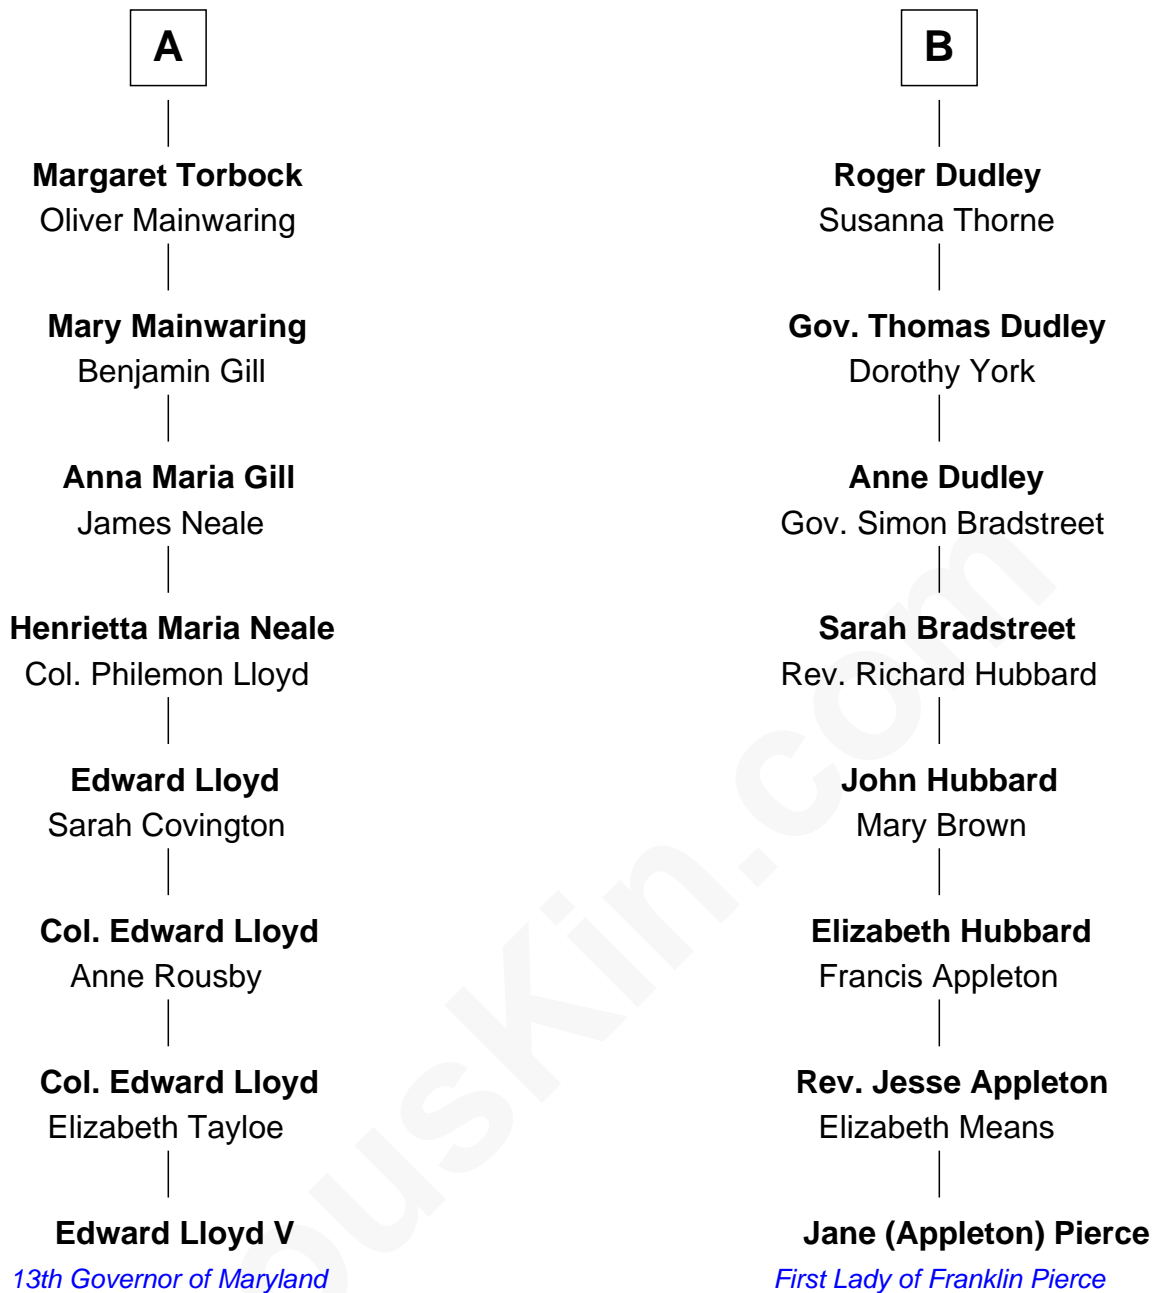 A
Margaret Torbock
Oliver Mainwaring
Mary Mainwaring
Benjamin Gill
Anna Maria Gill
James Neale
Henrietta Maria Neale
Col. Philemon Lloyd
Edward Lloyd
Sarah Covington
Col. Edward Lloyd
Anne Rousby
Col. Edward Lloyd
Elizabeth Tayloe
Edward Lloyd V
13th Governor of Maryland
B
Roger Dudley
Susanna Thorne
Gov. Thomas Dudley
Dorothy York
Anne Dudley
Gov. Simon Bradstreet
Sarah Bradstreet
Rev. Richard Hubbard
John Hubbard
Mary Brown
Elizabeth Hubbard
Francis Appleton
Rev. Jesse Appleton
Elizabeth Means
Jane (Appleton) Pierce
First Lady of Franklin Pierce
ousKin.com